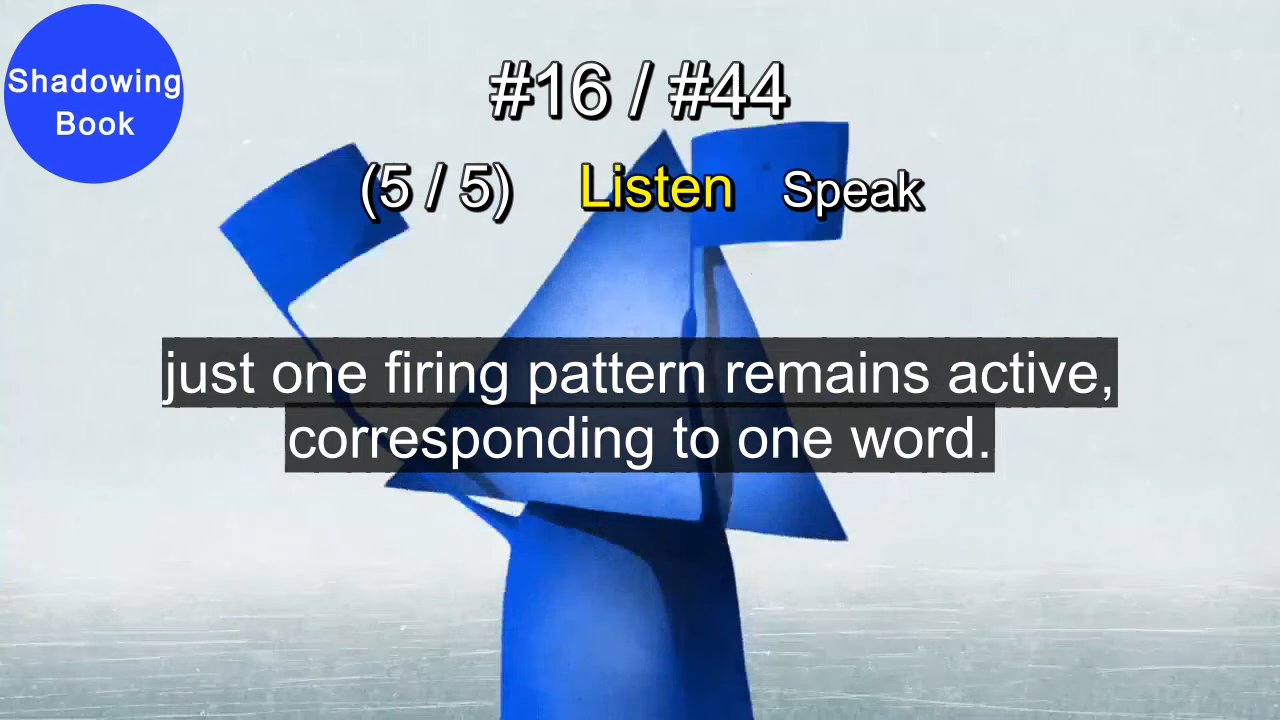 Shadowing
Book
#16 / #44
(5 / 5) Listen Speak
just one firing pattern remains active,
corresponding to one word.